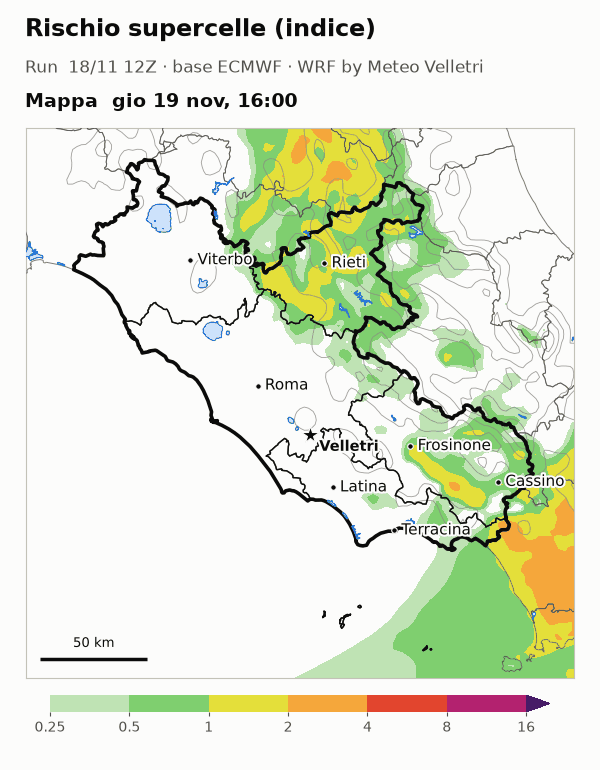 Rischio supercelle (indice)
Run  18/11 12Z · base ECMWF · WRF by Meteo Velletri
Mappa  gio 19 nov, 16:00
Viterbo
Rieti
Roma
Velletri
Frosinone
Cassino
Latina
Terracina
50 km
0.25 0.5 1 2 4 8 16